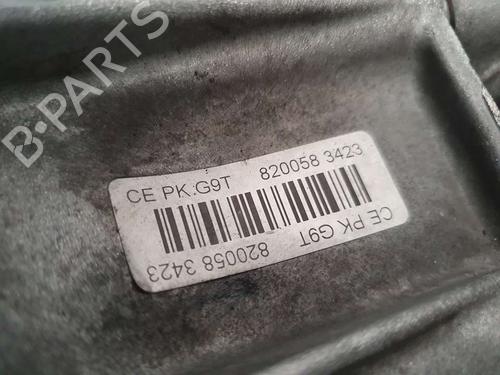 B-PARTS
CE PK.G9T 820058 3423
CE PK G9T
820058 3423